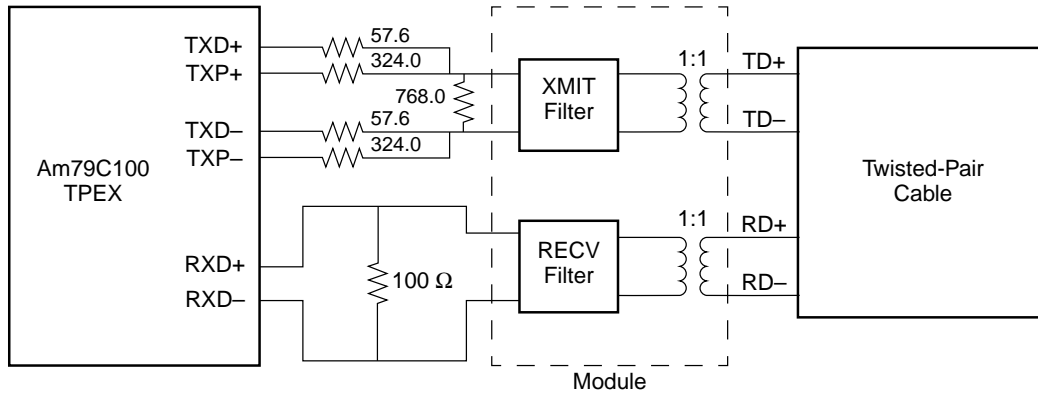 TXD+
TXP+
TXD–
TXP–
57.6
324.0
768.0
57.6
324.0
Am79C100
TPEX
RXD+
RXD–
100 Ω
XMIT
Filter
1:1
RECV
Filter
1:1
Module
TD+
TD–
RD+
RD–
Twisted-Pair
Cable